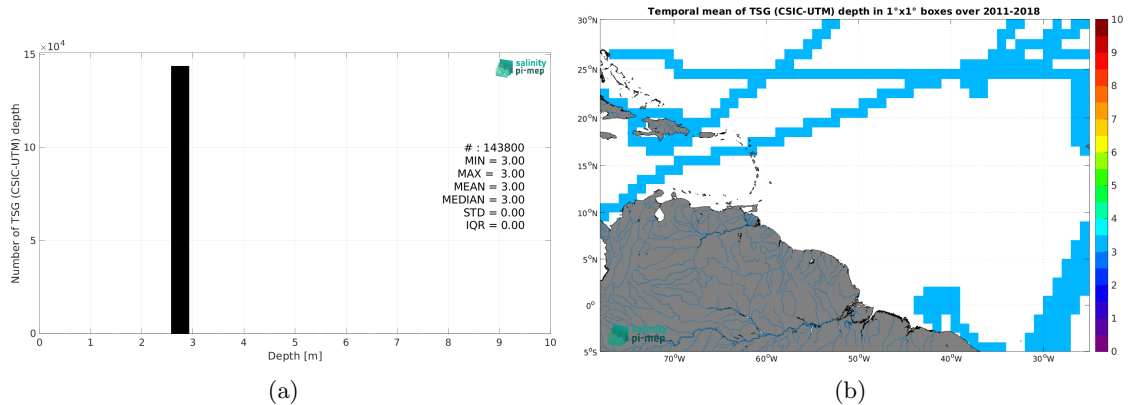 ×10⁴
15
10
5
0
Number of TSG (CSIC-UTM) depth
0 1 2 3 4 5 6 7 8 9 10
Depth [m]
salinity
pi-mep
# : 143800
MIN = 3.00
MAX = 3.00
MEAN = 3.00
MEDIAN = 3.00
STD = 0.00
IQR = 0.00
(a)
Temporal mean of TSG (CSIC-UTM) depth in 1°x1° boxes over 2011-2018
30°N
25°N
20°N
15°N
10°N
5°N
0°
5°S
70°W 60°W 50°W 40°W 30°W
salinity
pi-mep
10
9
8
7
6
5
4
3
2
1
0
(b)